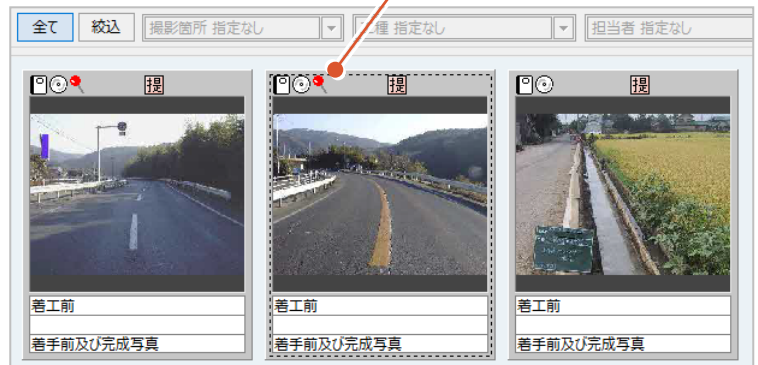 全て 絞込 撮影箇所 指定なし 種 指定なし 担当者 指定なし
提 提
着工前 着工前 着工前
着手前及び完成写真 着手前及び完成写真 着手前及び完成写真